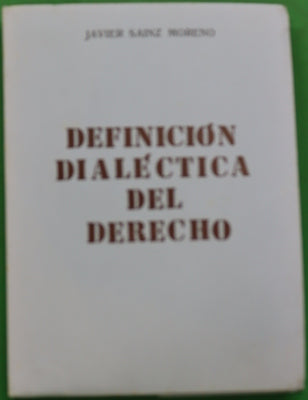 JAVIER SAINZ MORENO
DEFINICIÓN
DIALÉCTICA
DEL
DERECHO